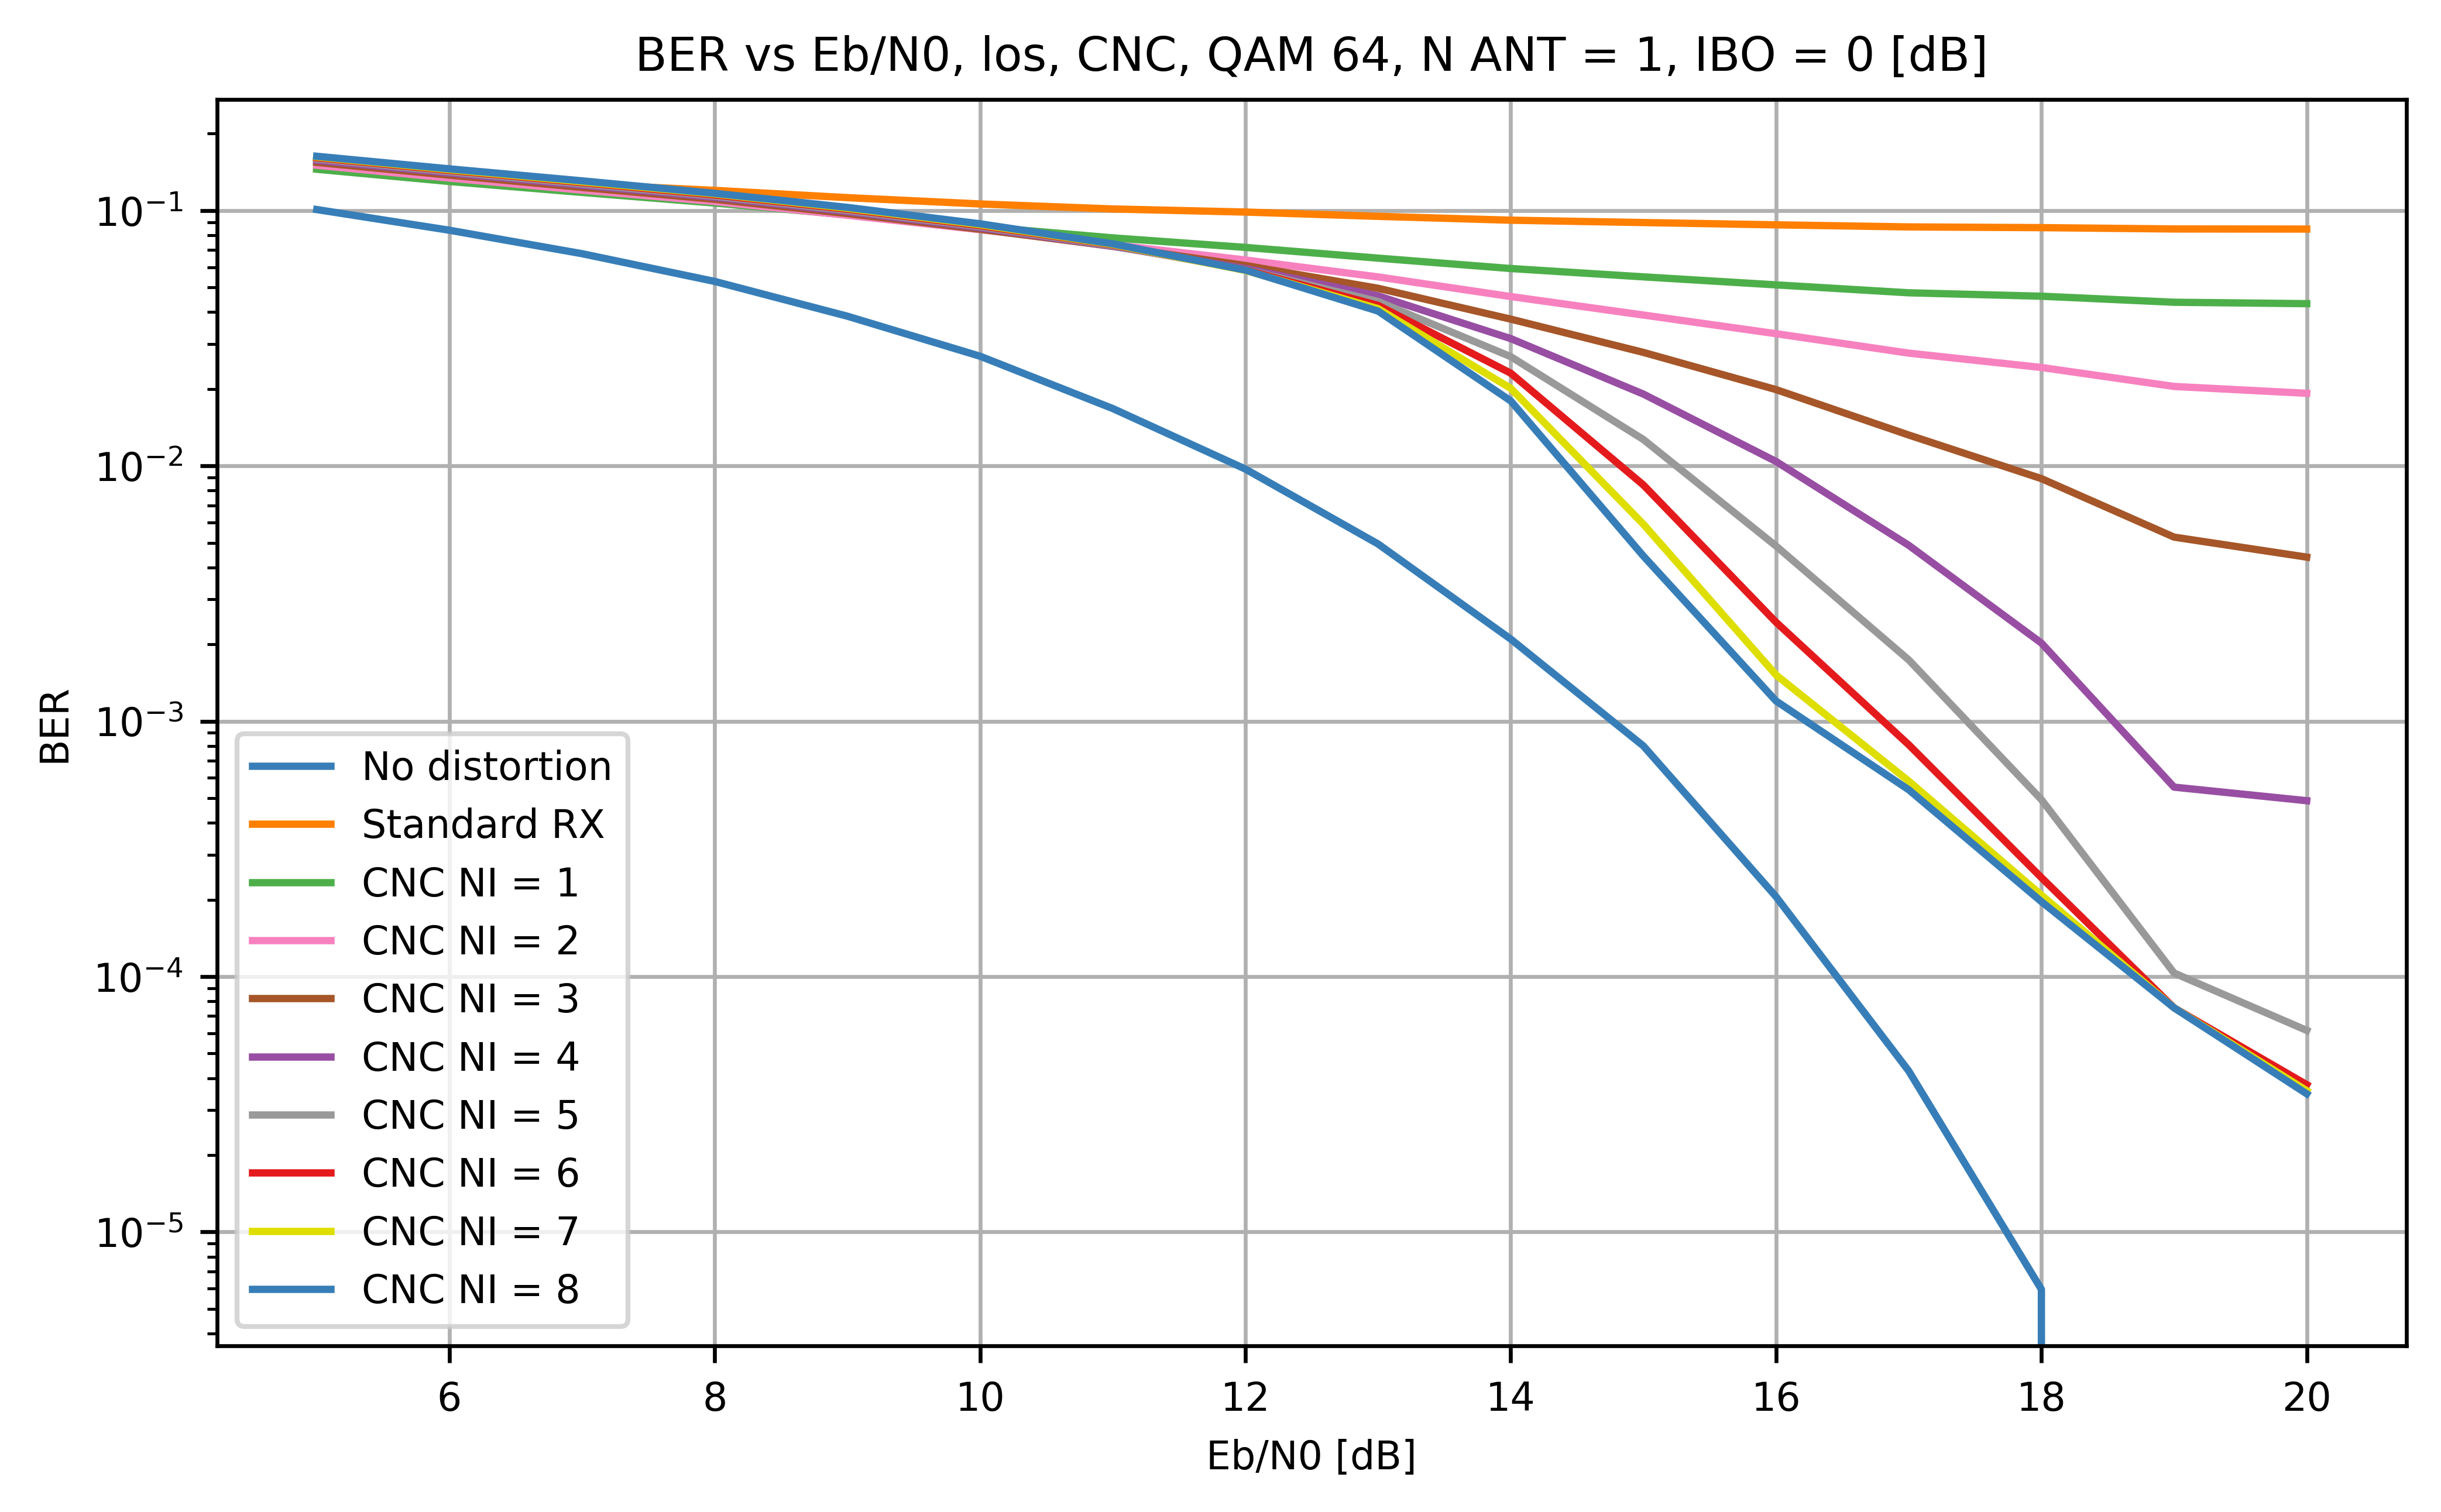 BER vs Eb/N0, los, CNC, QAM 64, N ANT = 1, IBO = 0 [dB]
BER
10⁻¹
10⁻²
10⁻³
10⁻⁴
10⁻⁵
No distortion
Standard RX
CNC NI = 1
CNC NI = 2
CNC NI = 3
CNC NI = 4
CNC NI = 5
CNC NI = 6
CNC NI = 7
CNC NI = 8
6 8 10 12 14 16 18 20
Eb/N0 [dB]